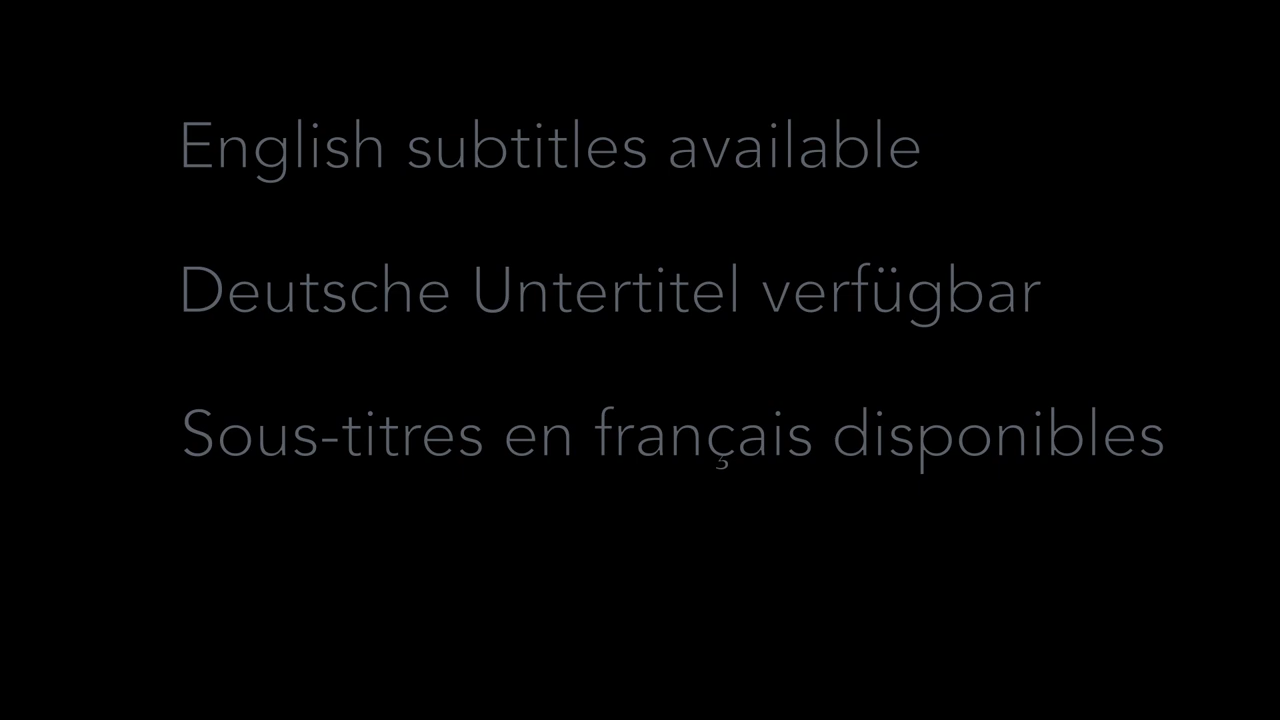 English subtitles available
Deutsche Untertitel verfügbar
Sous-titres en français disponibles